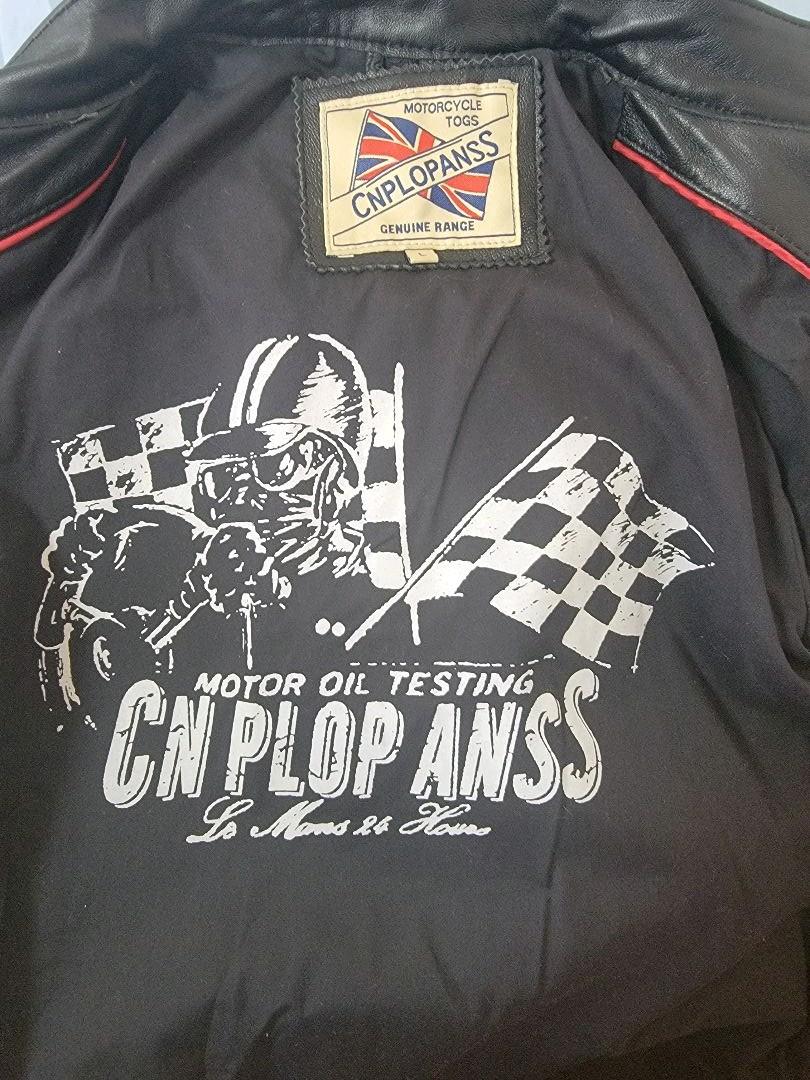 MOTORCYCLE
TOGS
CNPLOPANSS
GENUINE RANGE
L
MOTOR OIL TESTING
CN PLOP ANSS
Le Mans 24 Hours